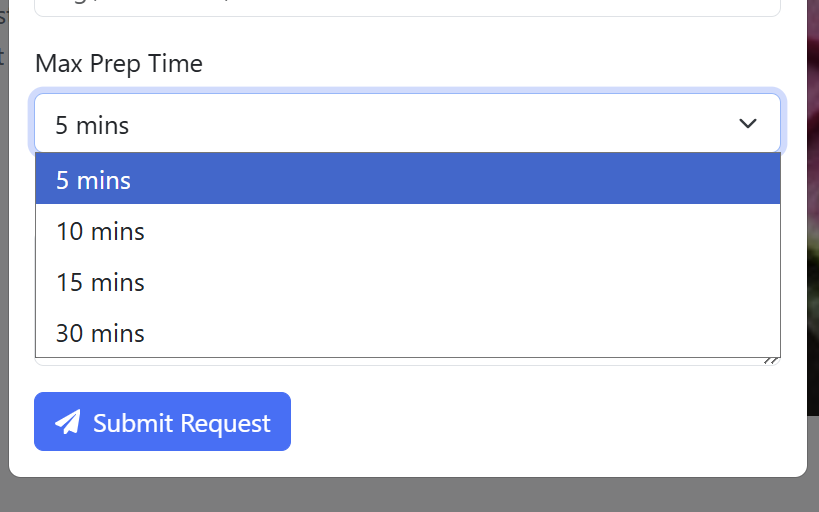 Max Prep Time
5 mins
5 mins
10 mins
15 mins
30 mins
Submit Request